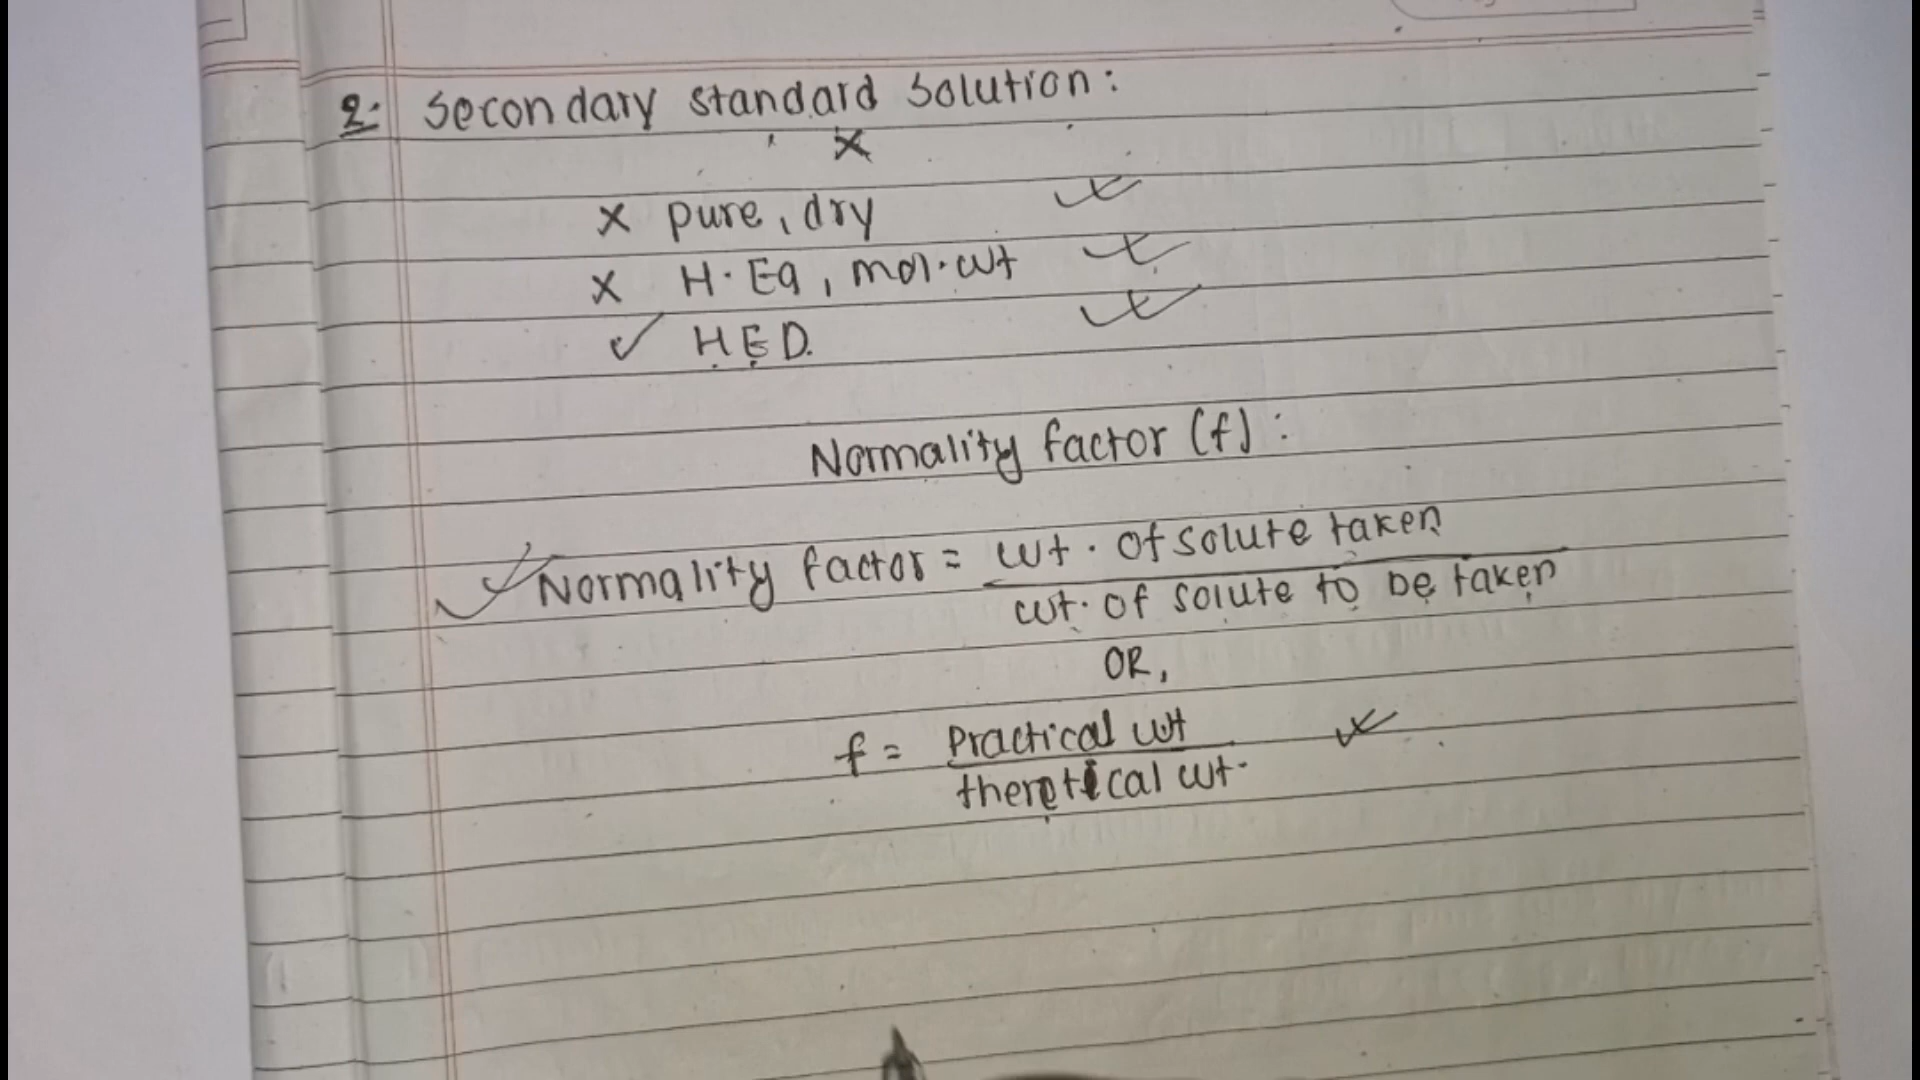 2. Secondary standard solution:
x
x pure, dry
x H. Eq, mol. wt
✓ H E D.
Normality factor (f):
Normality factor = wt. of solute taken
wt. of solute to be taken
OR,
f = Practical wt
theretical wt.